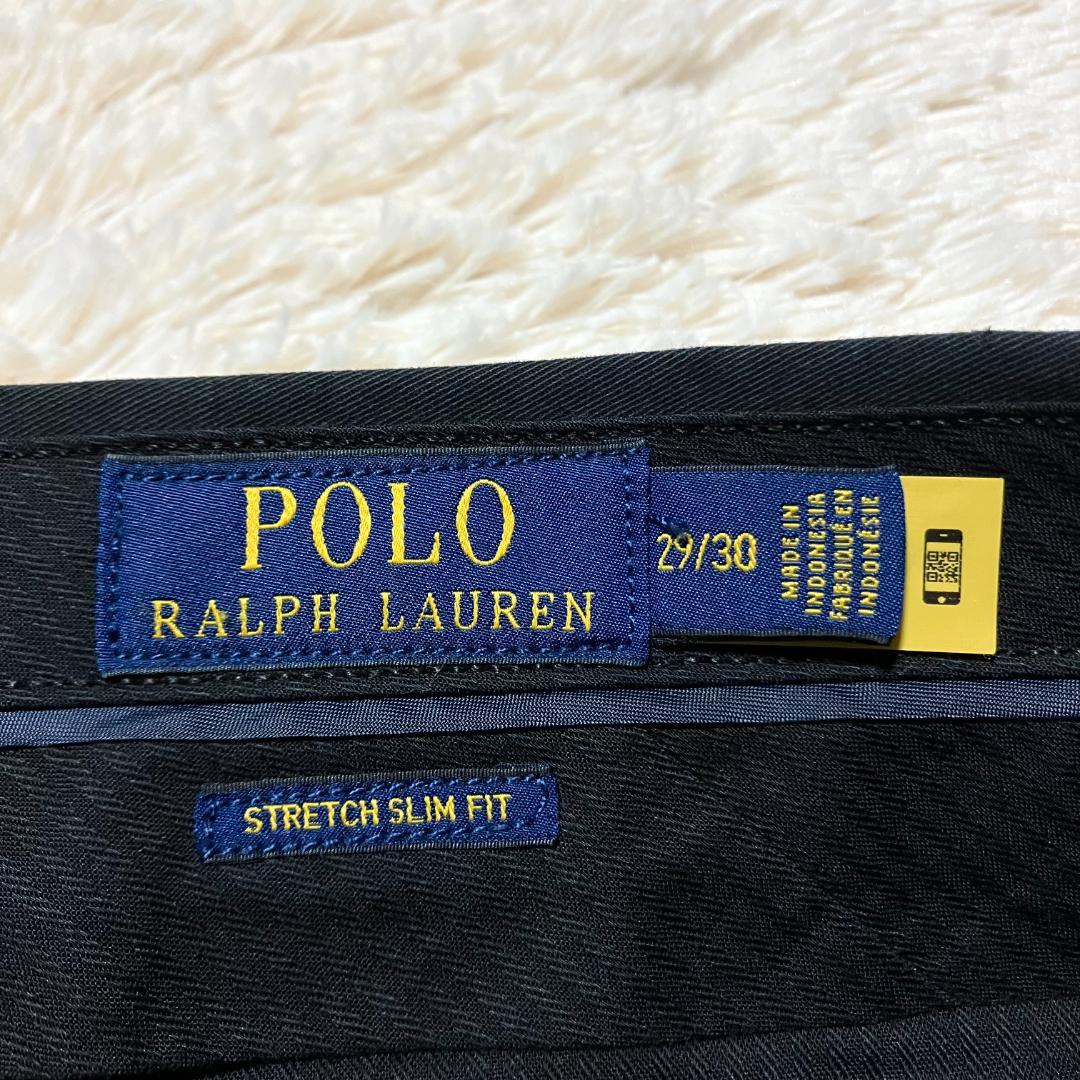 POLO
RALPH LAUREN
29/30
MADE IN
INDONESIA
FABRIQUÉ EN
INDONÉSIE
STRETCH SLIM FIT